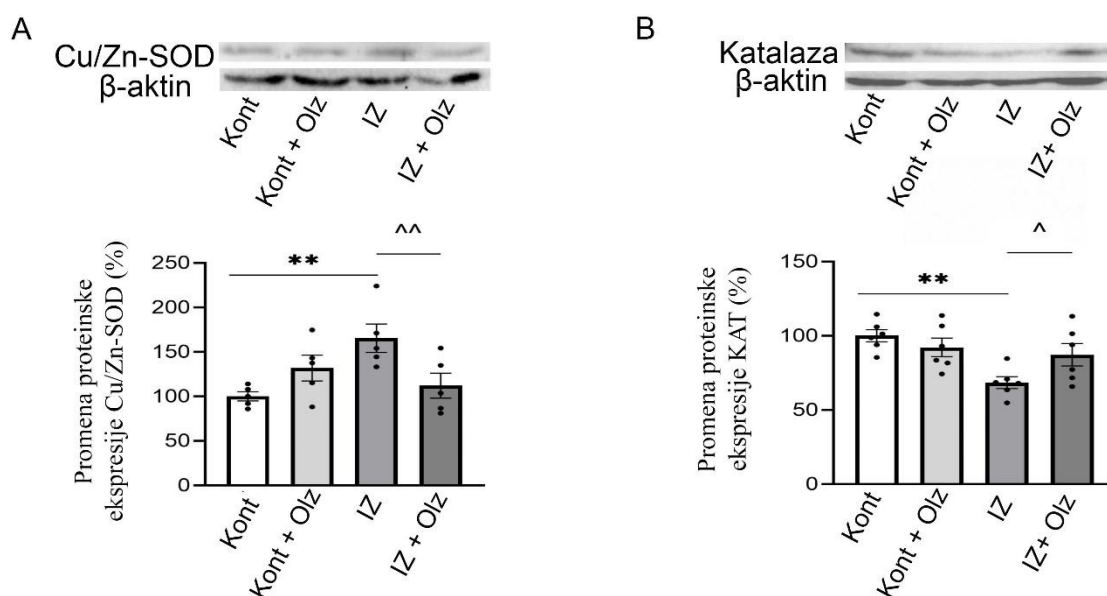 A
Cu/Zn-SOD
β-aktin
Kont
Kont + Olz
IZ
IZ + Olz
Promena proteinske
ekspresije Cu/Zn-SOD (%)
250
200
150
100
50
0
**
^^
Kont
Kont + Olz
IZ
IZ + Olz
B
Katalaza
β-aktin
Kont
Kont + Olz
IZ
IZ+ Olz
Promena proteinske
ekspresije KAT (%)
150
100
50
0
**
^
Kont
Kont + Olz
IZ
IZ+ Olz